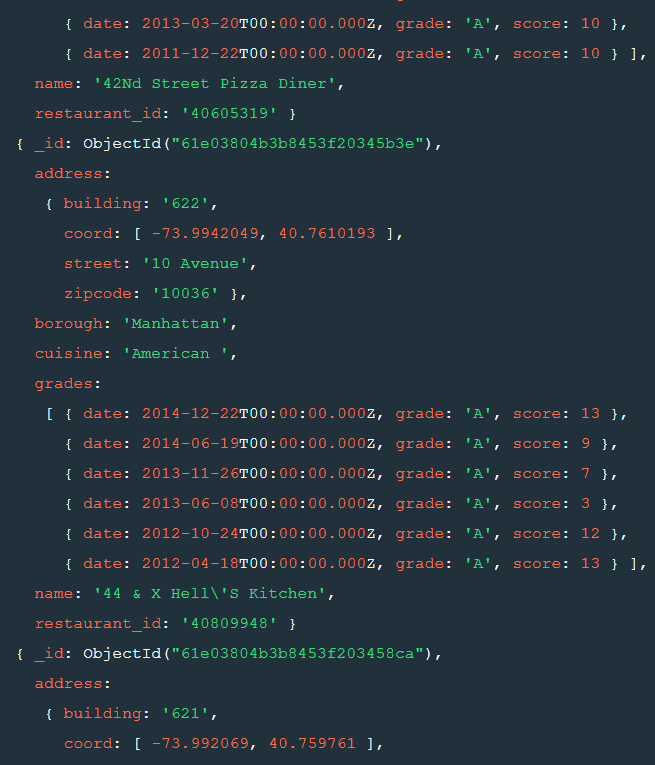 { date: 2013-03-20T00:00:00.000Z, grade: 'A', score: 10 },
{ date: 2011-12-22T00:00:00.000Z, grade: 'A', score: 10 } ],
name: '42Nd Street Pizza Diner',
restaurant_id: '40605319' }
{ _id: ObjectId("61e03804b3b8453f20345b3e"),
address:
{ building: '622',
coord: [ -73.9942049, 40.7610193 ],
street: '10 Avenue',
zipcode: '10036' },
borough: 'Manhattan',
cuisine: 'American ',
grades:
[ { date: 2014-12-22T00:00:00.000Z, grade: 'A', score: 13 },
{ date: 2014-06-19T00:00:00.000Z, grade: 'A', score: 9 },
{ date: 2013-11-26T00:00:00.000Z, grade: 'A', score: 7 },
{ date: 2013-06-08T00:00:00.000Z, grade: 'A', score: 3 },
{ date: 2012-10-24T00:00:00.000Z, grade: 'A', score: 12 },
{ date: 2012-04-18T00:00:00.000Z, grade: 'A', score: 13 } ],
name: '44 & X Hell\'S Kitchen',
restaurant_id: '40809948' }
{ _id: ObjectId("61e03804b3b8453f203458ca"),
address:
{ building: '621',
coord: [ -73.992069, 40.759761 ],